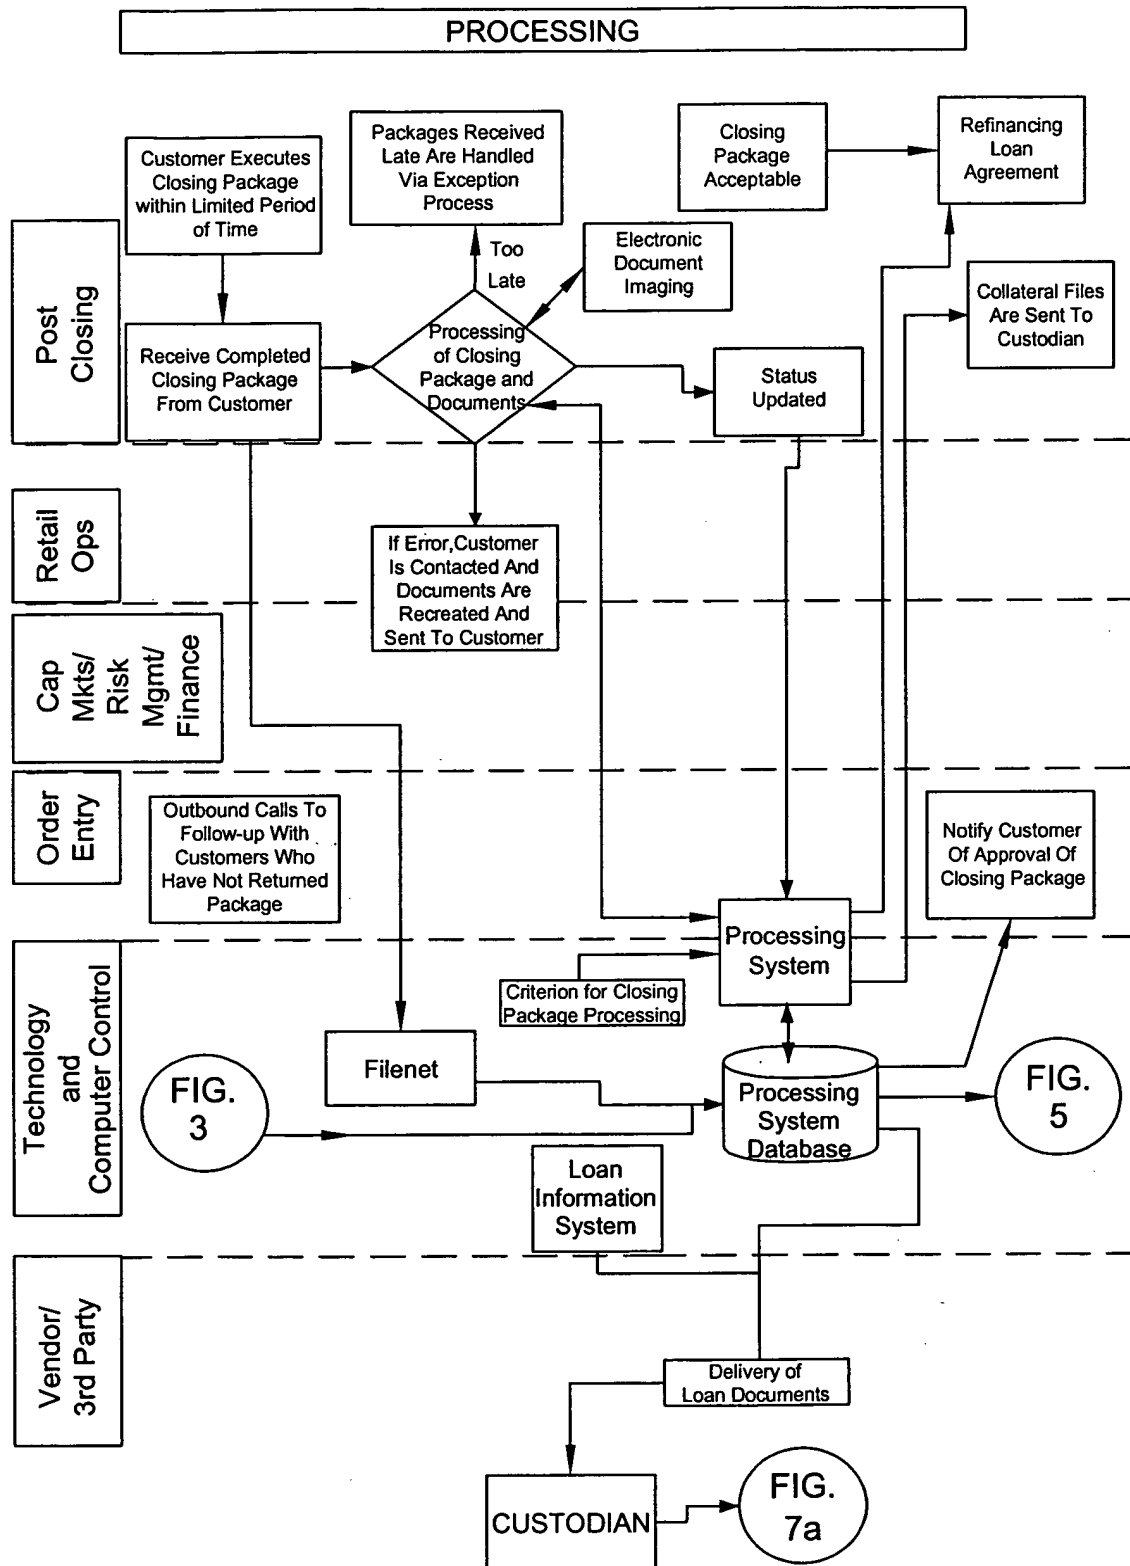 PROCESSING
Customer Executes
Closing Package
within Limited Period
of Time
Packages Received
Late Are Handled
Via Exception
Process
Closing
Package
Acceptable
Refinancing
Loan
Agreement
Too
Late
Electronic
Document
Imaging
Collateral Files
Are Sent To
Custodian
Post
Closing
Receive Completed
Closing Package
From Customer
Processing
of Closing
Package and
Documents
Status
Updated
Retail
Ops
If Error,Customer
Is Contacted And
Documents Are
Recreated And
Sent To Customer
Cap
Mkts/
Risk
Mgmt/
Finance
Order
Entry
Outbound Calls To
Follow-up With
Customers Who
Have Not Returned
Package
Notify Customer
Of Approval Of
Closing Package
Processing
System
Criterion for Closing
Package Processing
Technology
and
Computer Control
Filenet
FIG.
3
Processing
System
Database
FIG.
5
Loan
Information
System
Vendor/
3rd Party
Delivery of
Loan Documents
CUSTODIAN
FIG.
7a